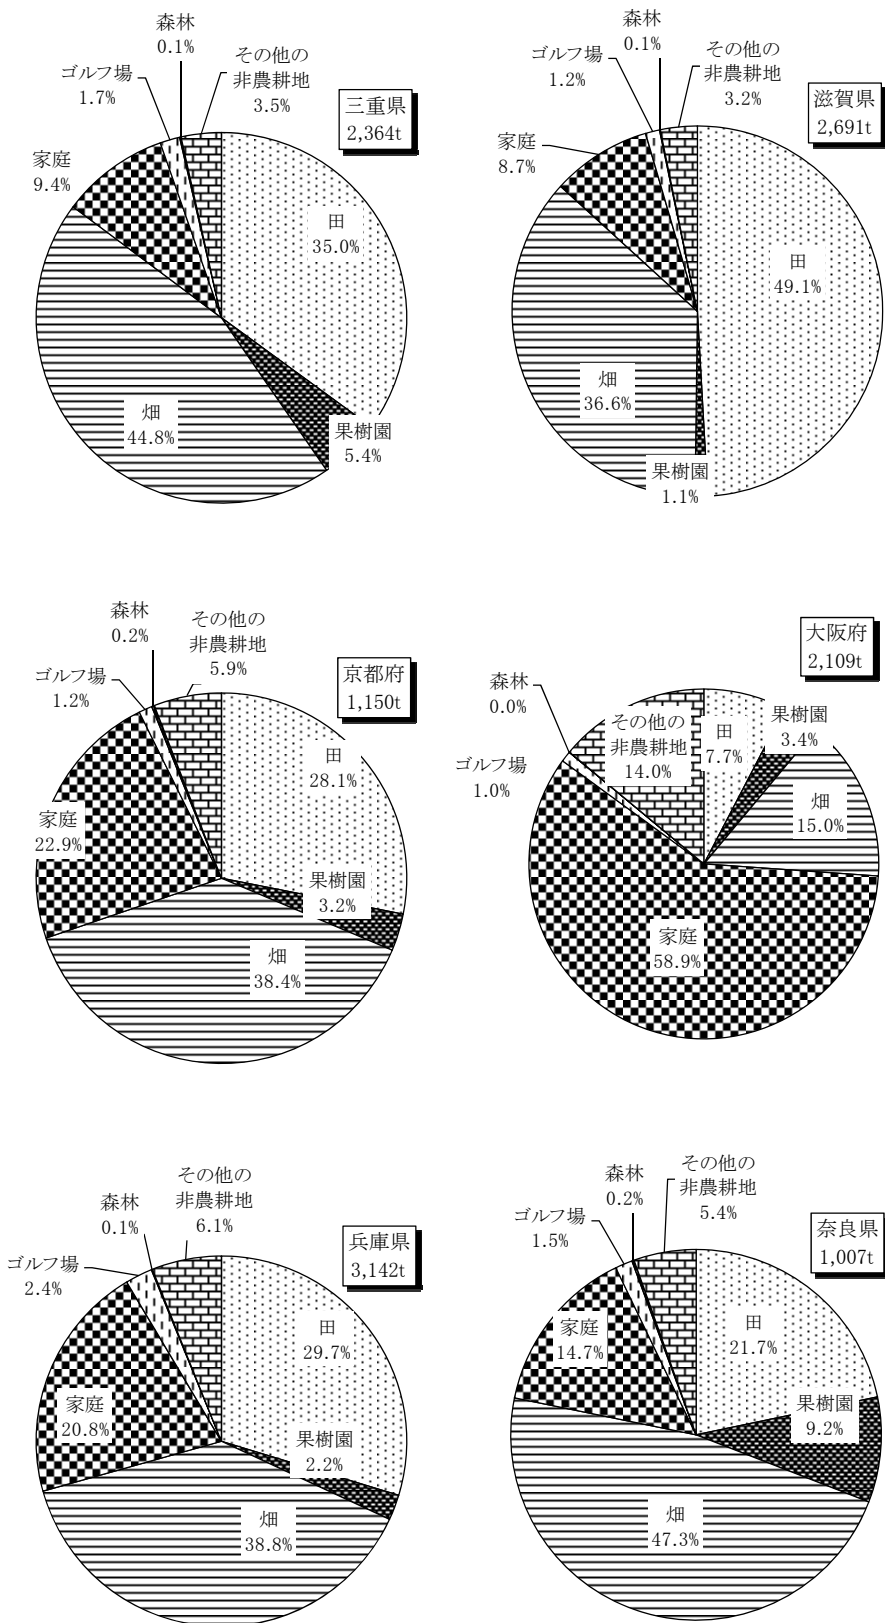 三重県
2,364t
森林
0.1%
その他の
非農耕地
3.5%
ゴルフ場
1.7%
家庭
9.4%
田
35.0%
果樹園
5.4%
畑
44.8%
滋賀県
2,691t
森林
0.1%
その他の
非農耕地
3.2%
ゴルフ場
1.2%
家庭
8.7%
田
49.1%
畑
36.6%
果樹園
1.1%
京都府
1,150t
森林
0.2%
その他の
非農耕地
5.9%
ゴルフ場
1.2%
田
28.1%
家庭
22.9%
果樹園
3.2%
畑
38.4%
大阪府
2,109t
森林
0.0%
その他の
非農耕地
14.0%
田
7.7%
果樹園
3.4%
ゴルフ場
1.0%
畑
15.0%
家庭
58.9%
兵庫県
3,142t
森林
0.1%
その他の
非農耕地
6.1%
ゴルフ場
2.4%
田
29.7%
家庭
20.8%
果樹園
2.2%
畑
38.8%
奈良県
1,007t
森林
0.2%
その他の
非農耕地
5.4%
ゴルフ場
1.5%
家庭
14.7%
田
21.7%
果樹園
9.2%
畑
47.3%